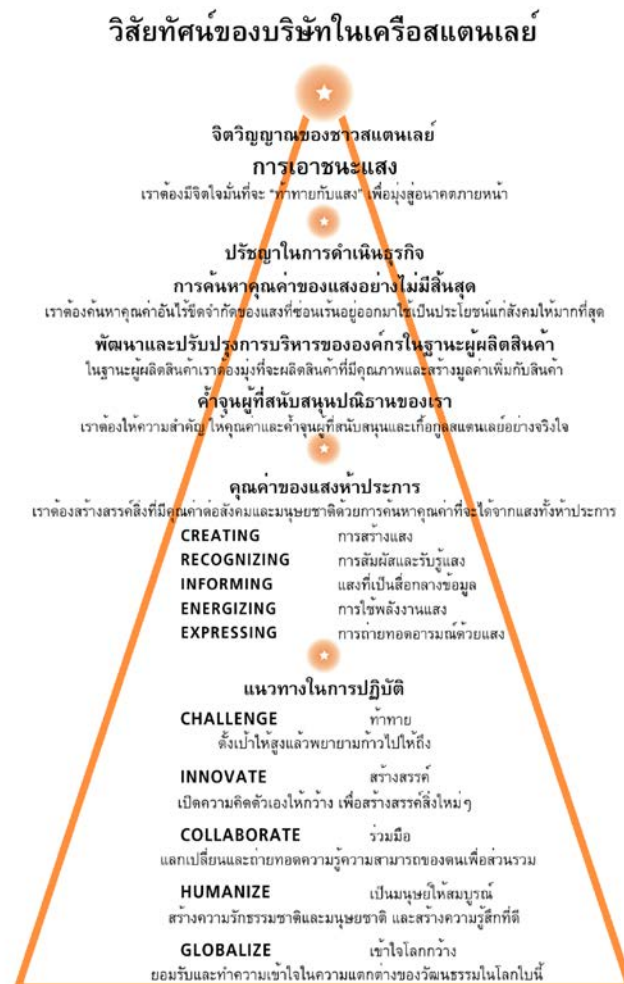 วิสัยทัศน์ของบริษัทในเครือสแตนเลย์
จิตวิญญาณของชาวสแตนเลย์
การเอาชนะแสง
เราต้องมีจิตใจมั่นที่จะ "ท้าทายกับแสง" เพื่อมุ่งสู่อนาคตภายหน้า
ปรัชญาในการดำเนินธุรกิจ
การค้นหาคุณค่าของแสงอย่างไม่มีสิ้นสุด
เราต้องค้นหาคุณค่าอันไร้ขีดจำกัดของแสงที่ซ่อนเร้นอยู่ออกมาใช้เป็นประโยชน์แก่สังคมให้มากที่สุด
พัฒนาและปรับปรุงการบริหารขององค์กรในฐานะผู้ผลิตสินค้า
ในฐานะผู้ผลิตสินค้าเราต้องมุ่งที่จะผลิตสินค้าที่มีคุณภาพและสร้างมูลค่าเพิ่มกับสินค้า
ค้ำจุนผู้ที่สนับสนุนปณิธานของเรา
เราต้องให้ความสำคัญ ให้คุณค่าและค้ำจุนผู้ที่สนับสนุนและเกื้อกูลสแตนเลย์อย่างจริงใจ
คุณค่าของแสงห้าประการ
เราต้องสร้างสรรค์สิ่งที่มีคุณค่าต่อสังคมและมนุษยชาติด้วยการค้นหาคุณค่าที่จะได้จากแสงทั้งห้าประการ
CREATING การสร้างแสง
RECOGNIZING การสัมผัสและรับรู้แสง
INFORMING แสงที่เป็นสื่อกลางข้อมูล
ENERGIZING การใช้พลังงานแสง
EXPRESSING การถ่ายทอดอารมณ์ด้วยแสง
แนวทางในการปฏิบัติ
CHALLENGE ท้าทาย
ตั้งเป้าให้สูงแล้วพยายามก้าวไปให้ถึง
INNOVATE สร้างสรรค์
เปิดความคิดตัวเองให้กว้าง เพื่อสร้างสรรค์สิ่งใหม่ๆ
COLLABORATE ร่วมมือ
แลกเปลี่ยนและถ่ายทอดความรู้ความสามารถของตนเพื่อส่วนรวม
HUMANIZE เป็นมนุษย์ให้สมบูรณ์
สร้างความรักธรรมชาติและมนุษยชาติ และสร้างความรู้สึกที่ดี
GLOBALIZE เข้าใจโลกกว้าง
ยอมรับและทำความเข้าใจในความแตกต่างของวัฒนธรรมในโลกใบนี้